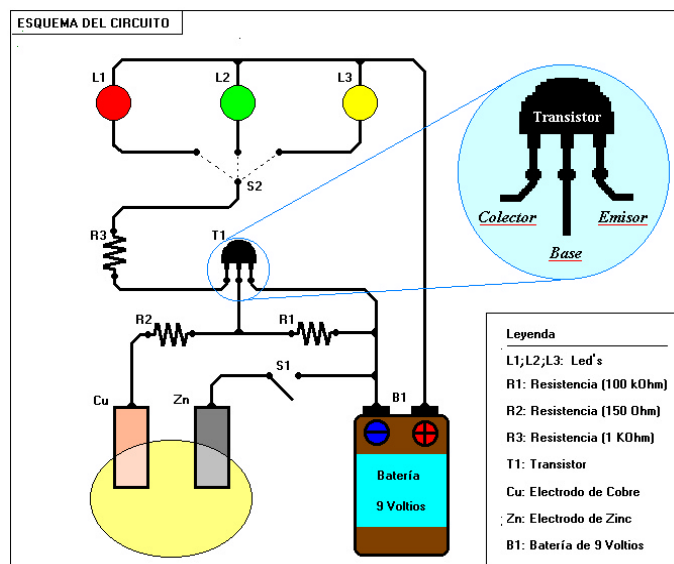 ESQUEMA DEL CIRCUITO
L1
L2
L3
S2
Transistor
Colector
Emisor
Base
R3
T1
R2
R1
S1
Cu
Zn
B1
Batería
9 Voltios
Leyenda
L1;L2;L3: Led's
R1: Resistencia (100 kOhm)
R2: Resistencia (150 Ohm)
R3: Resistencia (1 KOhm)
T1: Transistor
Cu: Electrodo de Cobre
Zn: Electrodo de Zinc
B1: Batería de 9 Voltios